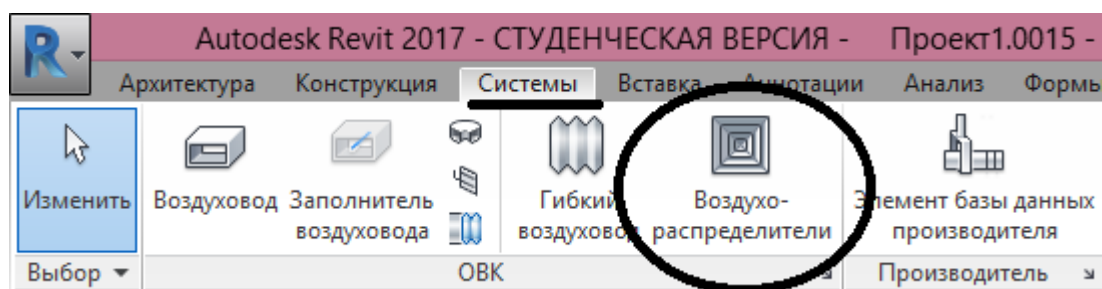 Autodesk Revit 2017 - СТУДЕНЧЕСКАЯ ВЕРСИЯ - Проект1.0015 -
Архитектура Конструкция Системы Вставка Аннотации Анализ Формы
Изменить Воздуховод Заполнитель воздуховода Гибкий воздуховод Воздухо-распределители Элемент базы данных производителя
Выбор ОВК Производитель